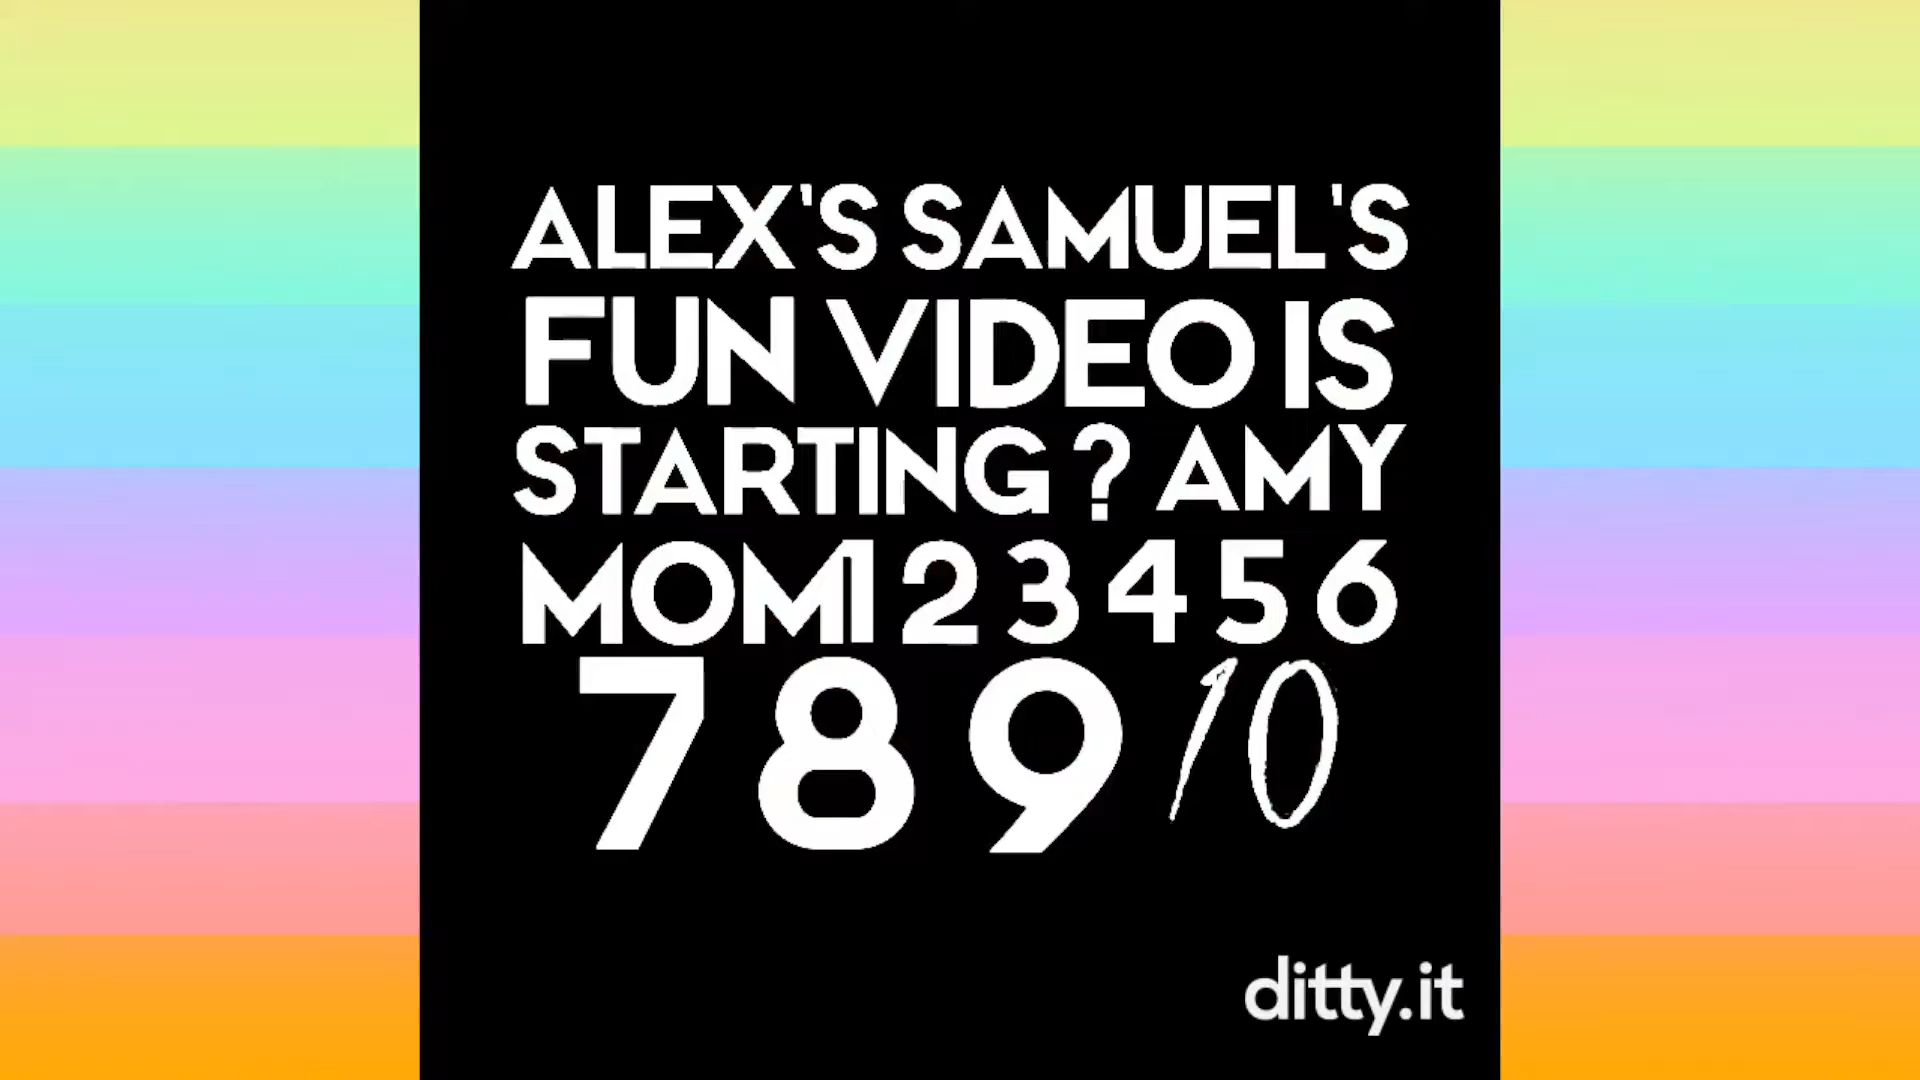 ALEX'S SAMUEL'S
FUN VIDEO IS
STARTING ? AMY
MOM1 2 3 4 5 6
7 8 9 10
ditty.it